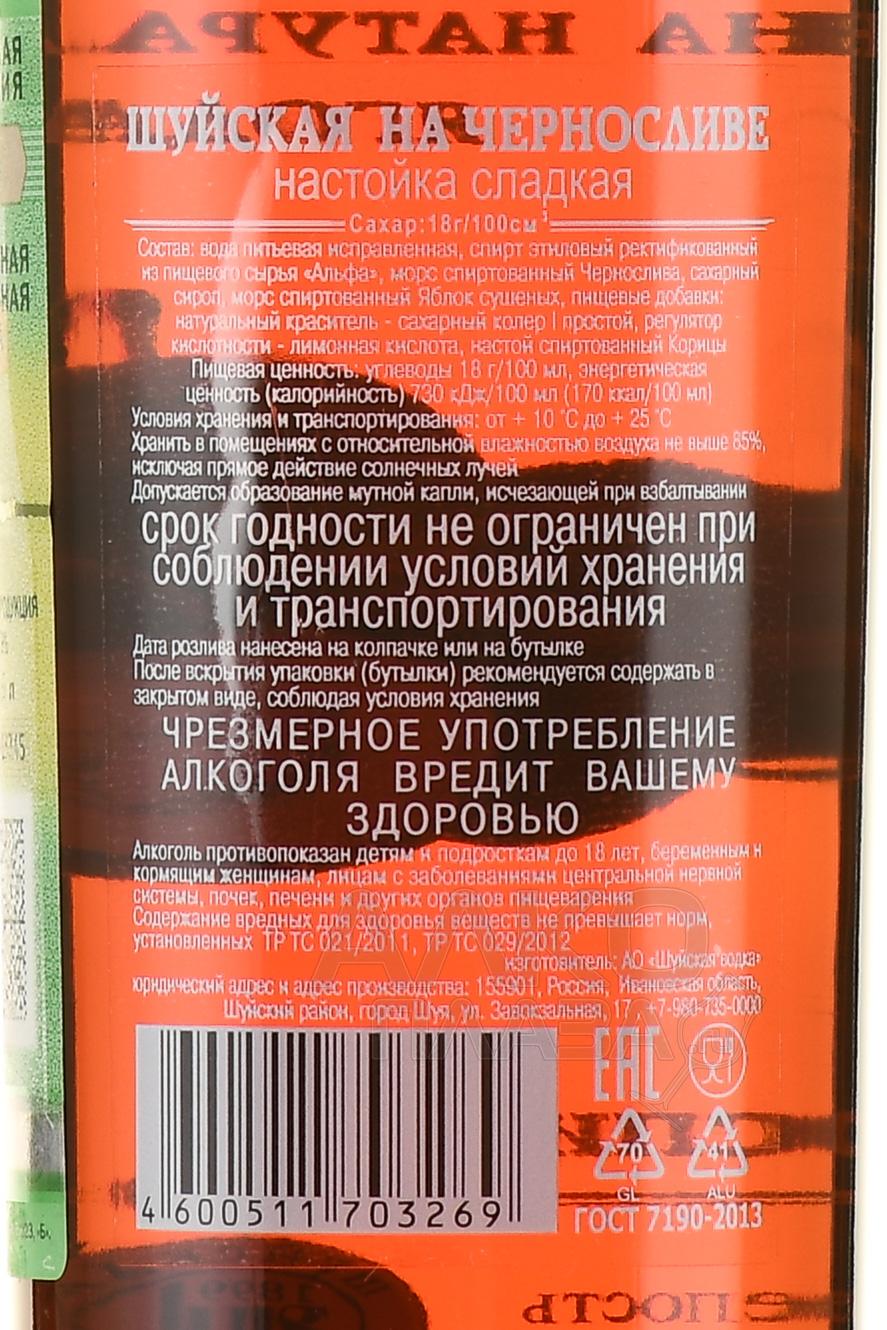 ШУЙСКАЯ НА ЧЕРНОСЛИВЕ
настойка сладкая
Сахар:18г/100см³
Состав: вода питьевая исправленная, спирт этиловый ректификованный
из пищевого сырья «Альфа», морс спиртованный Чернослива, сахарный
сироп, морс спиртованный Яблок сушеных, пищевые добавки:
натуральный краситель - сахарный колер I простой, регулятор
кислотности - лимонная кислота, настой спиртованный Корицы
Пищевая ценность: углеводы 18 г/100 мл, энергетическая
ценность (калорийность) 730 кДж/100 мл (170 ккал/100 мл)
Условия хранения и транспортирования: от + 10 °С до + 25 °С
Хранить в помещениях с относительной влажностью воздуха не выше 85%,
исключая прямое действие солнечных лучей
Допускается образование мутной капли, исчезающей при взбалтывании
срок годности не ограничен при
соблюдении условий хранения
и транспортирования
Дата розлива нанесена на колпачке или на бутылке
После вскрытия упаковки (бутылки) рекомендуется содержать в
закрытом виде, соблюдая условия хранения
ЧРЕЗМЕРНОЕ УПОТРЕБЛЕНИЕ
АЛКОГОЛЯ ВРЕДИТ ВАШЕМУ
ЗДОРОВЬЮ
Алкоголь противопоказан детям и подросткам до 18 лет, беременным и
кормящим женщинам, лицам с заболеваниями центральной нервной
системы, почек, печени и других органов пищеварения
Содержание вредных для здоровья веществ не превышает норм,
установленных ТР ТС 021/2011, ТР ТС 029/2012
изготовитель: АО «Шуйская водка»
юридический адрес и адрес производства: 155901, Россия, Ивановская область,
Шуйский район, город Шуя, ул. Завокзальная, 17, +7-980-735-0000
EAC
70 41
GL ALU
4 600511 703269
ГОСТ 7190-2013